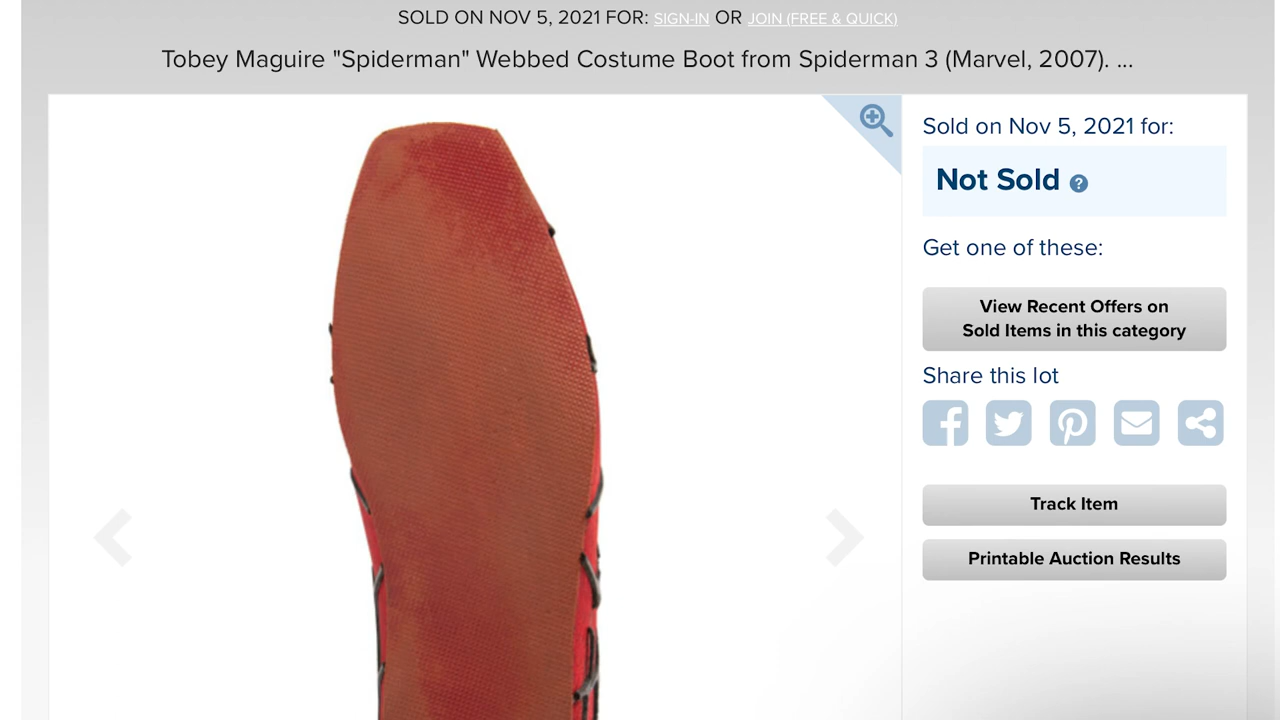 SOLD ON NOV 5, 2021 FOR: SIGN-IN OR JOIN (FREE & QUICK)
Tobey Maguire "Spiderman" Webbed Costume Boot from Spiderman 3 (Marvel, 2007). ...
Sold on Nov 5, 2021 for:
Not Sold ?
Get one of these:
View Recent Offers on
Sold Items in this category
Share this lot
Track Item
Printable Auction Results